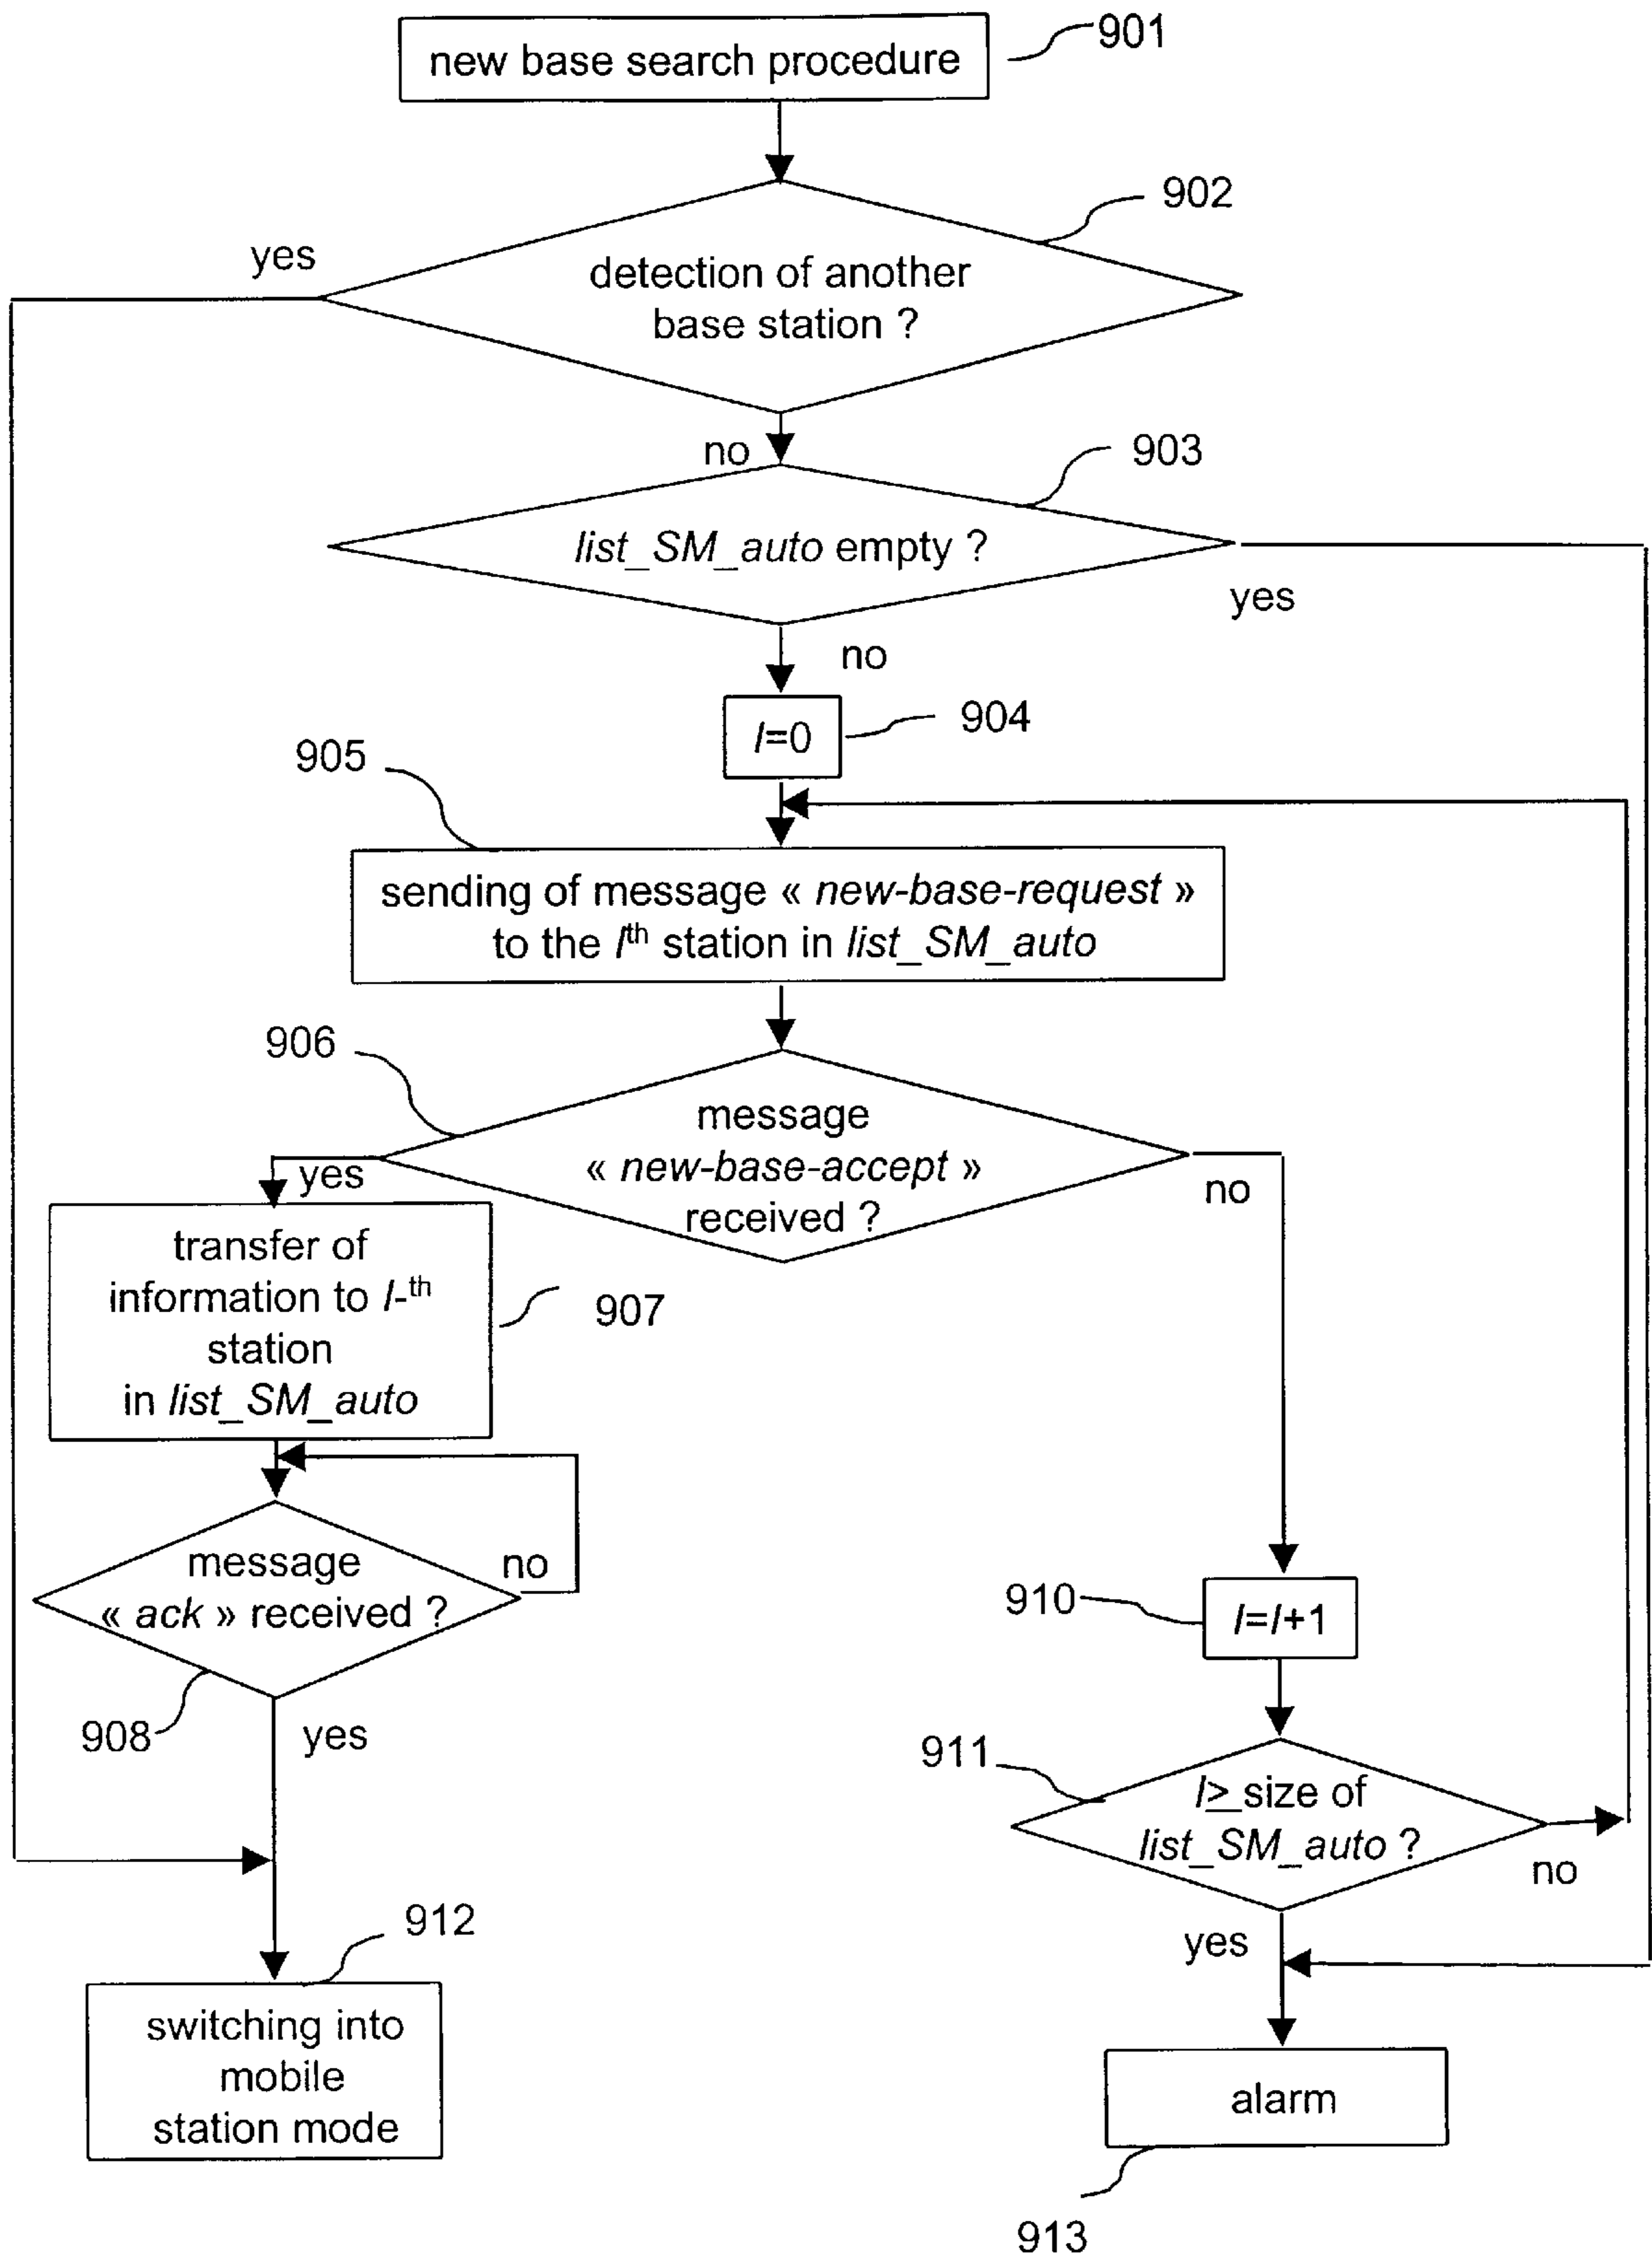 new base search procedure
901
902
yes
detection of another
base station ?
no
903
list_SM_auto empty ?
yes
no
904
l=0
905
sending of message « new-base-request »
to the lth station in list_SM_auto
906
message
« new-base-accept »
received ?
yes
no
transfer of
information to l-th
station
in list_SM_auto
907
message
« ack » received ?
no
908
yes
910
l=l+1
911
l≥ size of
list_SM_auto ?
no
yes
912
switching into
mobile
station mode
alarm
913